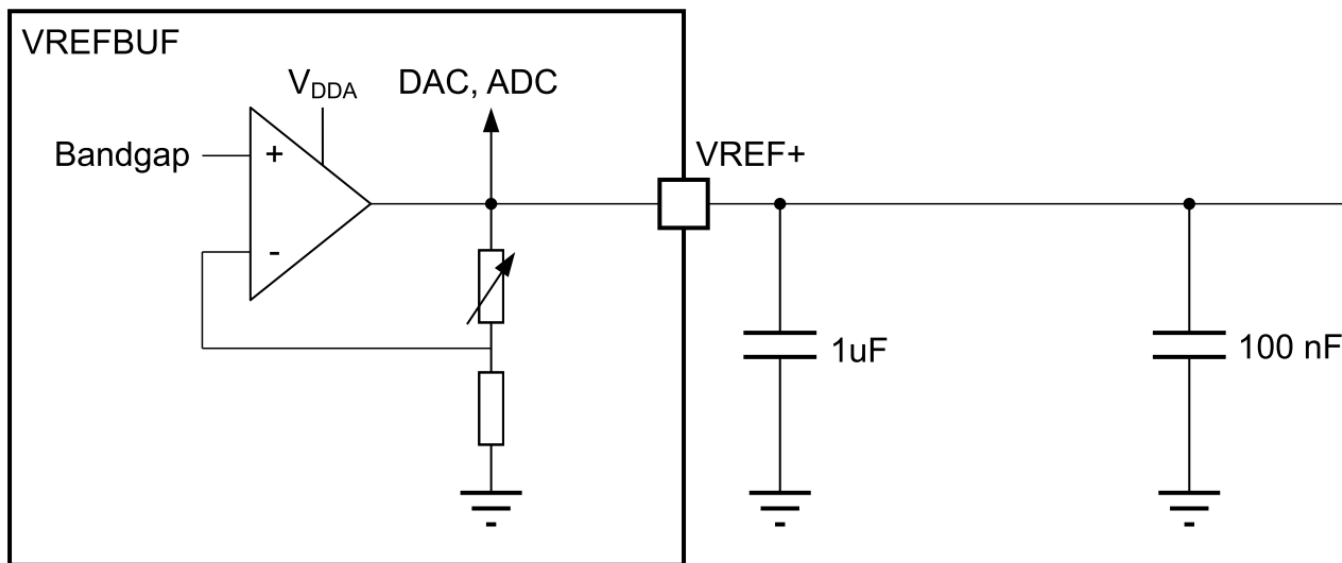 VREFBUF
VDDA
DAC, ADC
Bandgap
+
-
VREF+
1uF
100 nF